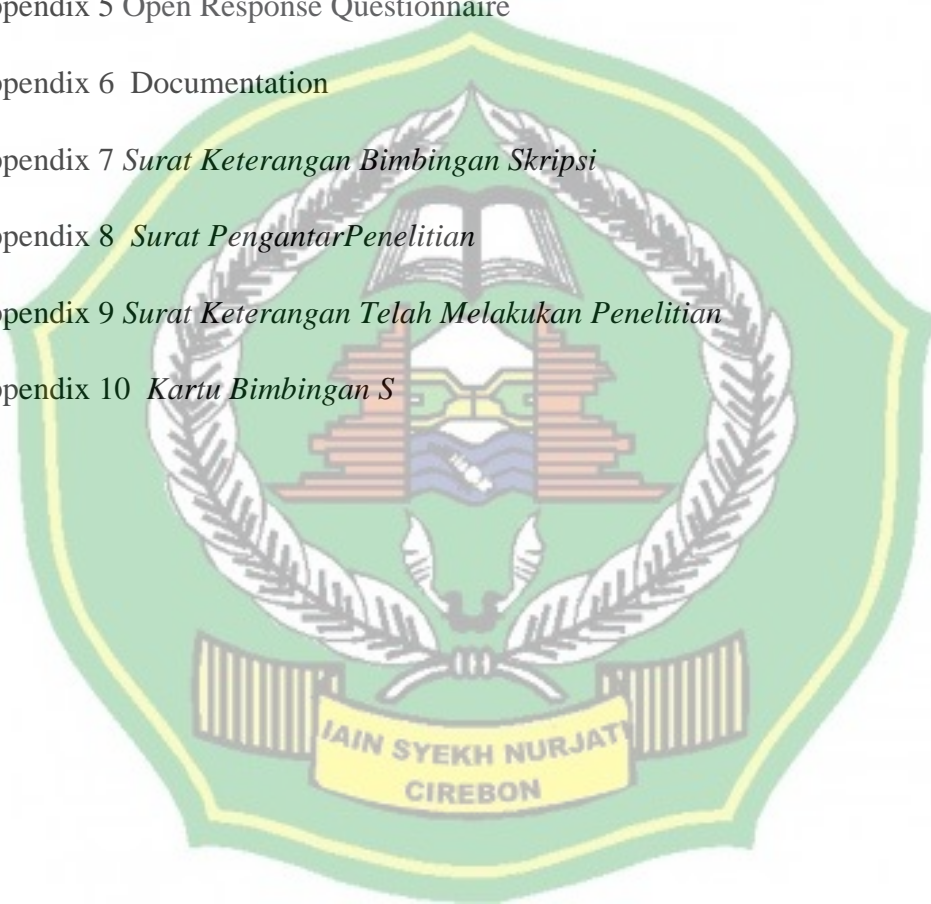 ppendix 5 Open Response Questionnaire
ppendix 6 Documentation
ppendix 7 Surat Keterangan Bimbingan Skripsi
ppendix 8 Surat PengantarPenelitian
ppendix 9 Surat Keterangan Telah Melakukan Penelitian
ppendix 10 Kartu Bimbingan S
IAIN SYEKH NURJATI
CIREBON